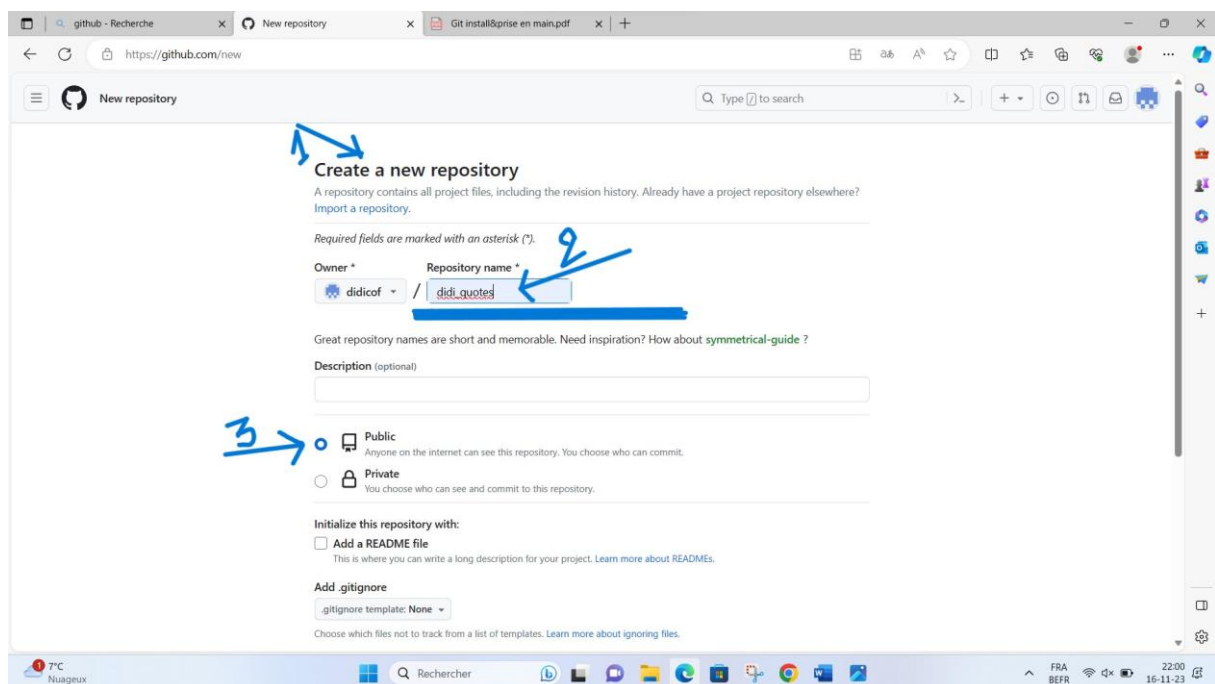 github - Recherche
New repository
Git install&prise en main.pdf
https://github.com/new
New repository
Type / to search
1
Create a new repository
A repository contains all project files, including the revision history. Already have a project repository elsewhere?
Import a repository.
Required fields are marked with an asterisk (*).
2
Owner *
Repository name *
didicof
/
didi_quotes
Great repository names are short and memorable. Need inspiration? How about symmetrical-guide ?
Description (optional)
3
Public
Anyone on the internet can see this repository. You choose who can commit.
Private
You choose who can see and commit to this repository.
Initialize this repository with:
Add a README file
This is where you can write a long description for your project. Learn more about READMEs.
Add .gitignore
.gitignore template: None
Choose which files not to track from a list of templates. Learn more about ignoring files.
1
7°C
Nuageux
Rechercher
FRA
BEFR
22:00
16-11-23